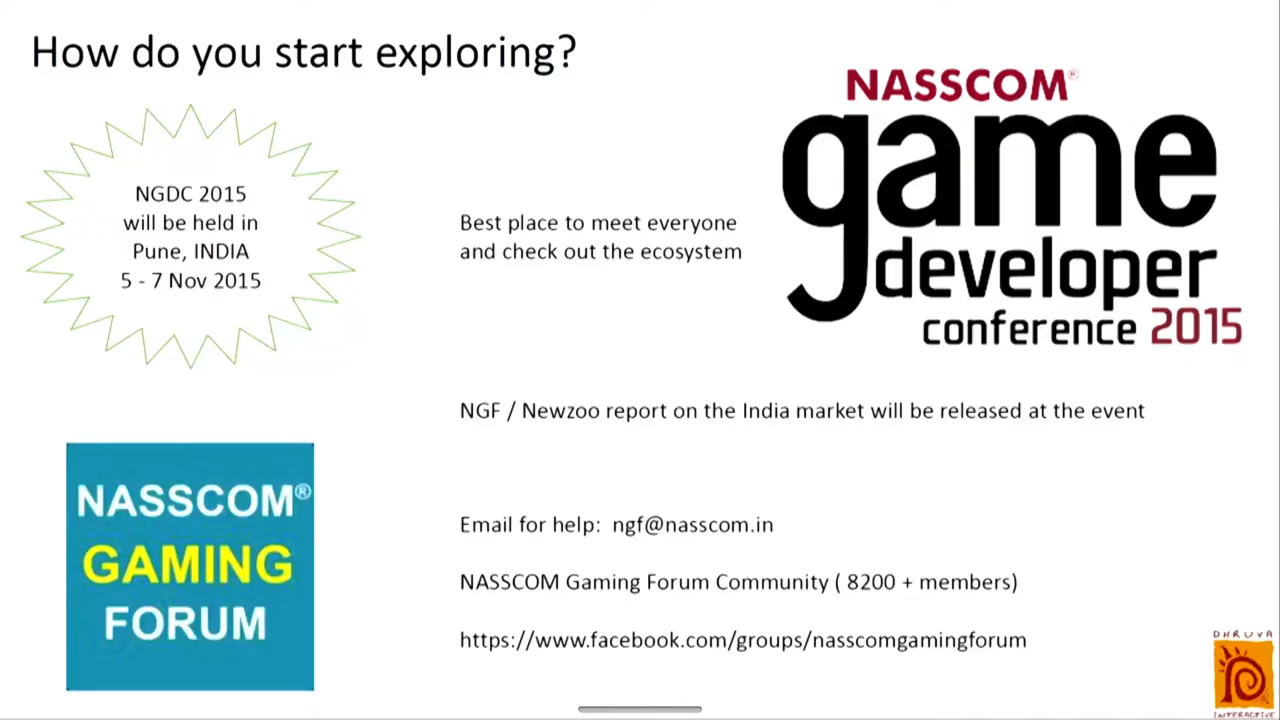 How do you start exploring?
NASSCOM®
game
developer
conference 2015
NGDC 2015
will be held in
Pune, INDIA
5 - 7 Nov 2015
Best place to meet everyone
and check out the ecosystem
NGF / Newzoo report on the India market will be released at the event
NASSCOM®
GAMING
FORUM
Email for help:  ngf@nasscom.in
NASSCOM Gaming Forum Community ( 8200 + members)
https://www.facebook.com/groups/nasscomgamingforum
DHRUVA
INTERACTIVE